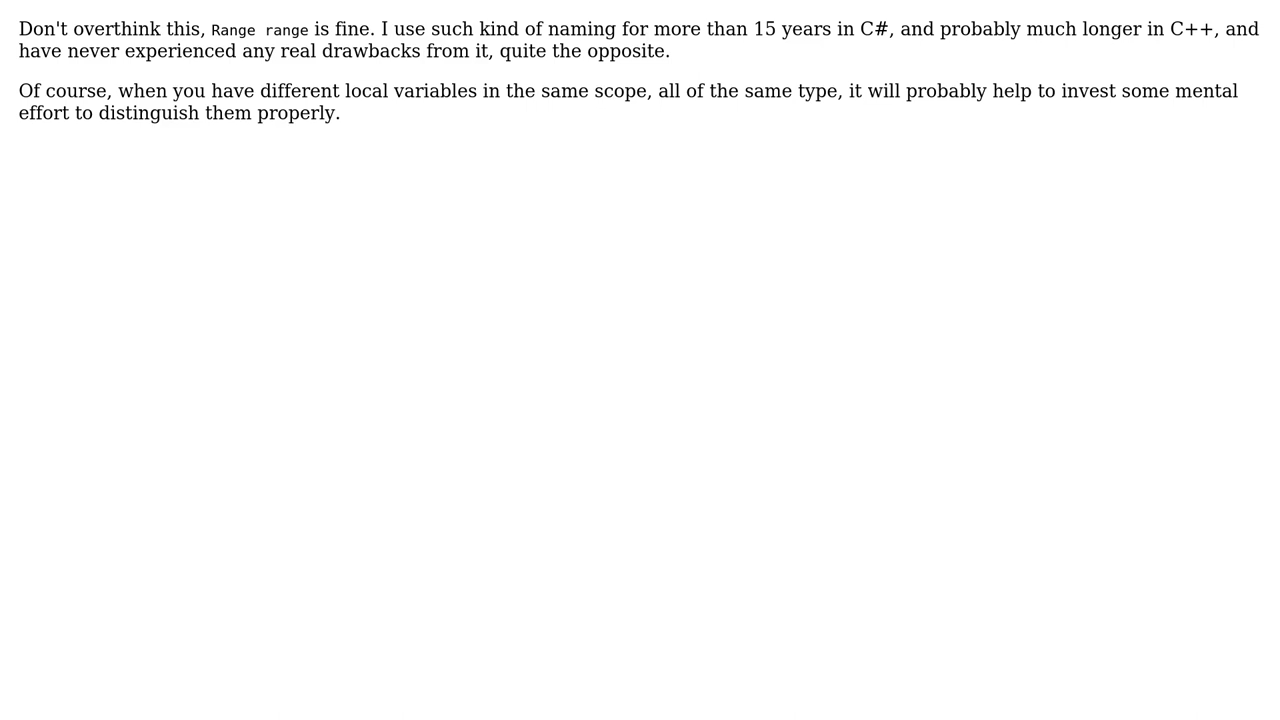 Don't overthink this, Range range is fine. I use such kind of naming for more than 15 years in C#, and probably much longer in C++, and
have never experienced any real drawbacks from it, quite the opposite.
Of course, when you have different local variables in the same scope, all of the same type, it will probably help to invest some mental
effort to distinguish them properly.